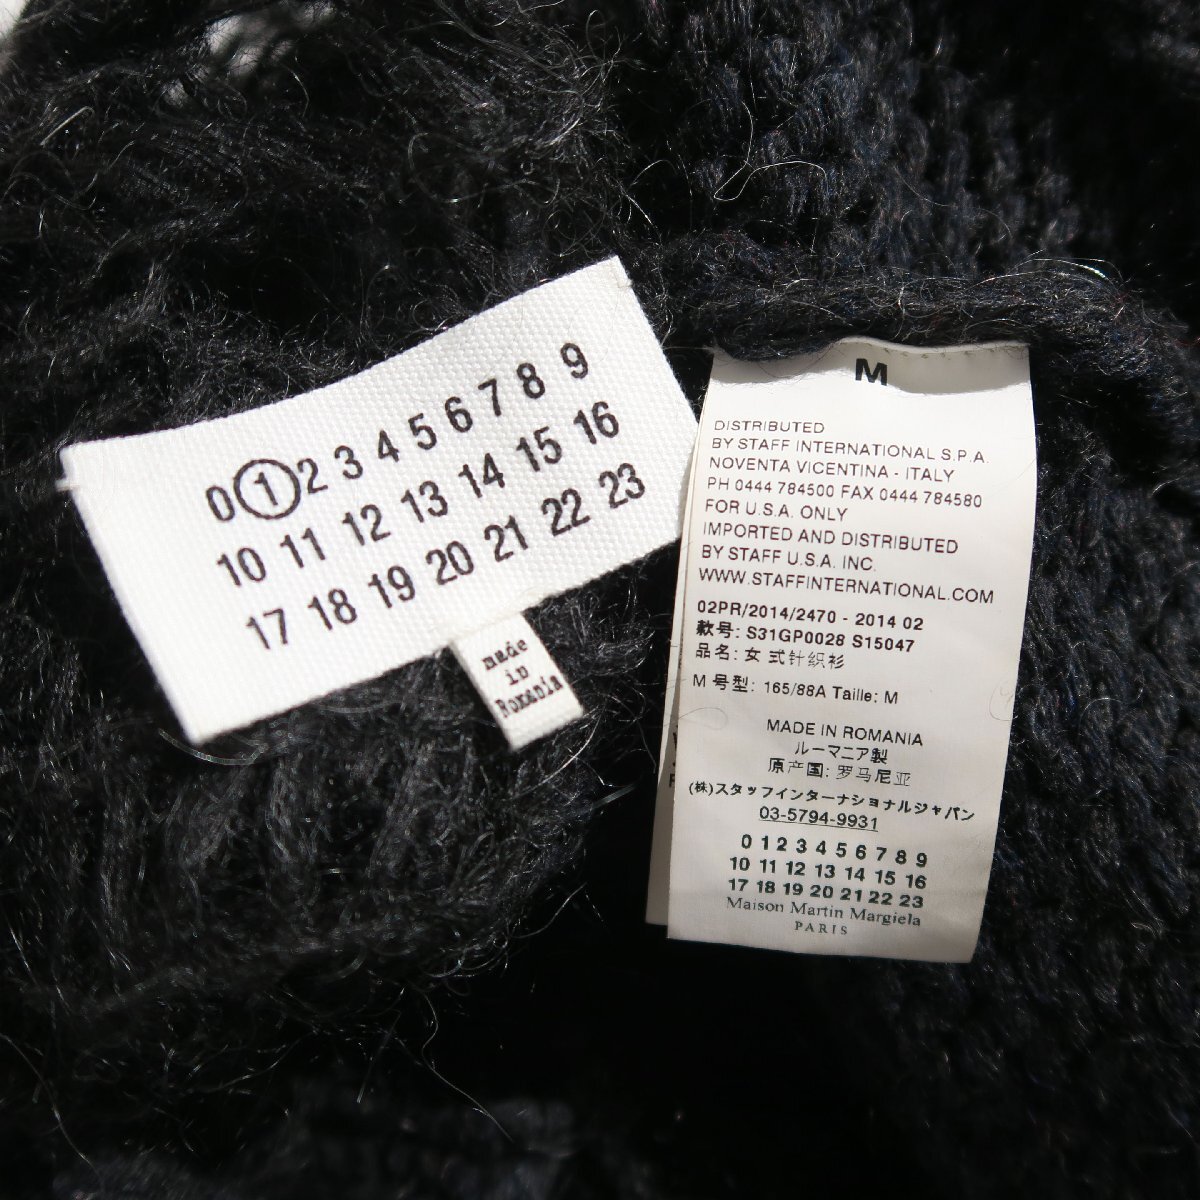 0 1 2 3 4 5 6 7 8 9
10 11 12 13 14 15 16
17 18 19 20 21 22 23
made
in
Romania
M
DISTRIBUTED
BY STAFF INTERNATIONAL S.P.A.
NOVENTA VICENTINA - ITALY
PH 0444 784500 FAX 0444 784580
FOR U.S.A. ONLY
IMPORTED AND DISTRIBUTED
BY STAFF U.S.A. INC.
WWW.STAFFINTERNATIONAL.COM
02PR/2014/2470 - 2014 02
款号: S31GP0028 S15047
品名: 女 式针织衫
M 号型: 165/88A Taille: M
MADE IN ROMANIA
ルーマニア製
原产国: 罗马尼亚
(株)スタッフインターナショナルジャパン
03-5794-9931
0 1 2 3 4 5 6 7 8 9
10 11 12 13 14 15 16
17 18 19 20 21 22 23
Maison Martin Margiela
PARIS